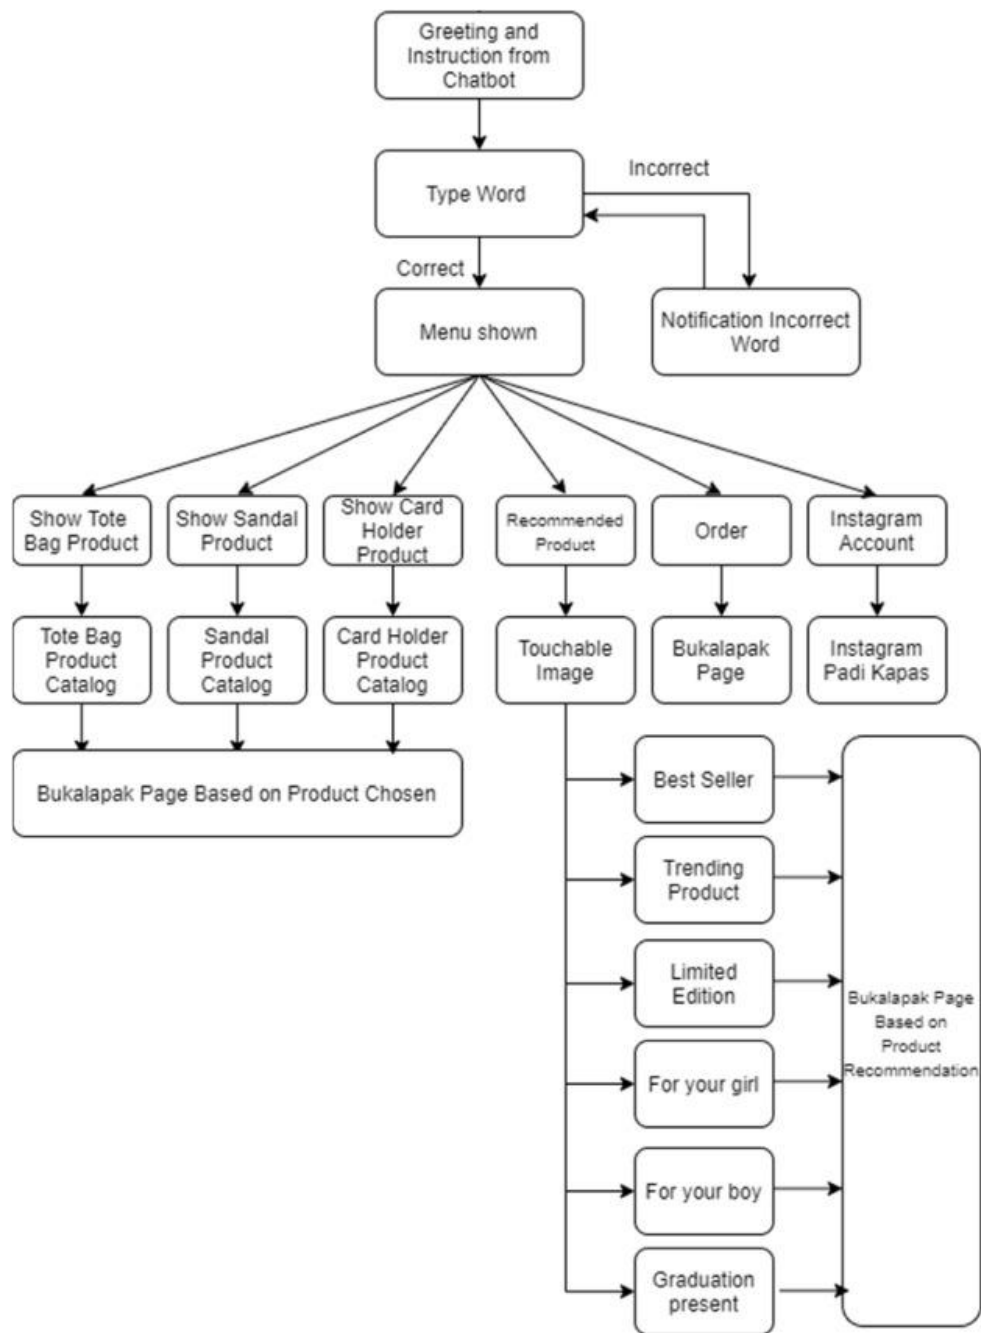 Greeting and
Instruction from
Chatbot
Type Word
Incorrect
Correct
Menu shown
Notification Incorrect
Word
Show Tote
Bag Product
Show Sandal
Product
Show Card
Holder
Product
Recommended
Product
Order
Instagram
Account
Tote Bag
Product
Catalog
Sandal
Product
Catalog
Card Holder
Product
Catalog
Touchable
Image
Bukalapak
Page
Instagram
Padi Kapas
Bukalapak Page Based on Product Chosen
Best Seller
Trending
Product
Limited
Edition
For your girl
For your boy
Graduation
present
Bukalapak Page
Based on
Product
Recommendation